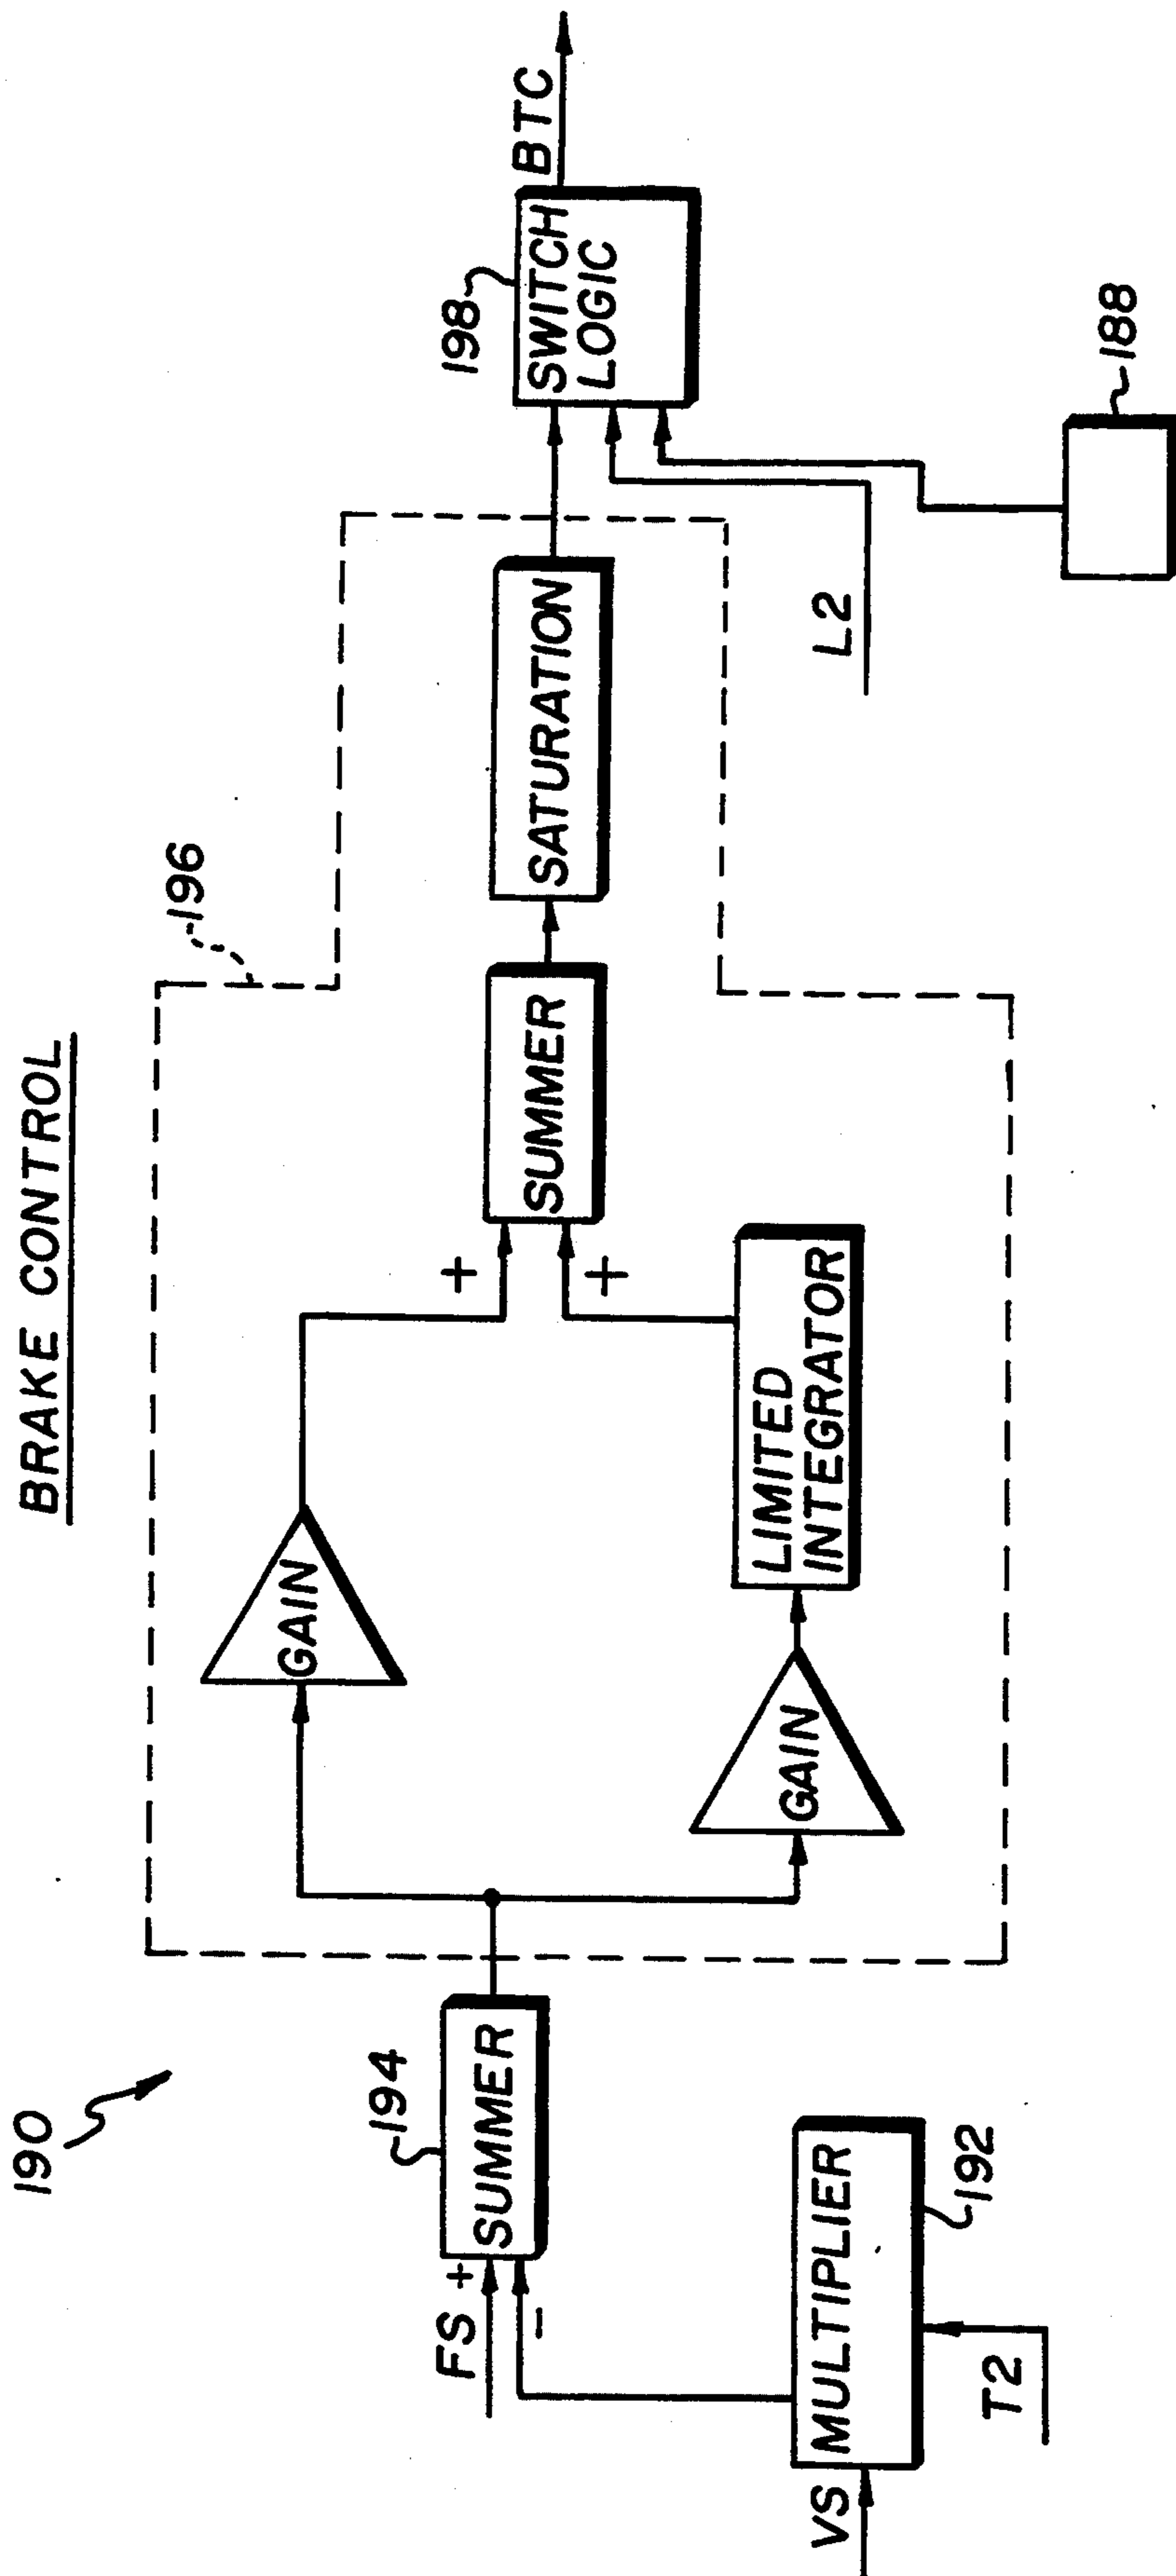 BRAKE CONTROL
190
196
194
198
FS
+
-
SUMMER
VS
MULTIPLIER
192
T2
GAIN
GAIN
LIMITED
INTEGRATOR
+
+
SUMMER
SATURATION
L2
SWITCH
LOGIC
BTC
188